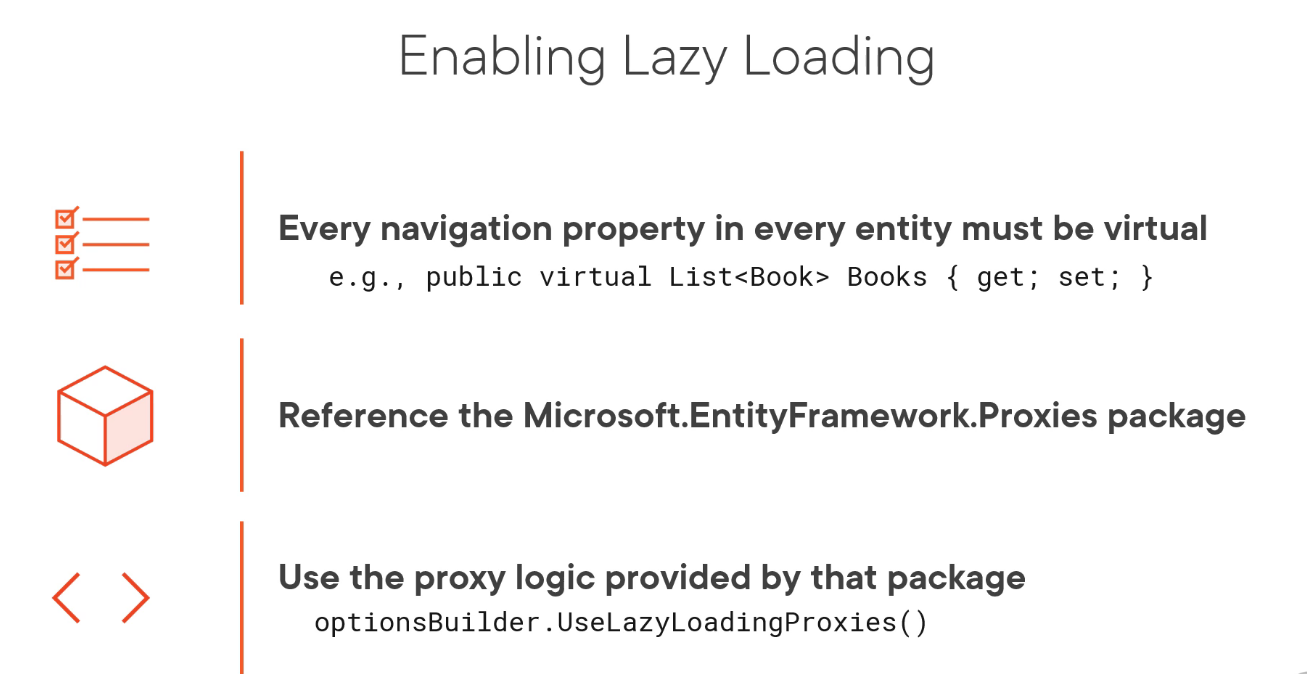 Enabling Lazy Loading
Every navigation property in every entity must be virtual
e.g., public virtual List<Book> Books { get; set; }
Reference the Microsoft.EntityFramework.Proxies package
Use the proxy logic provided by that package
optionsBuilder.UseLazyLoadingProxies()